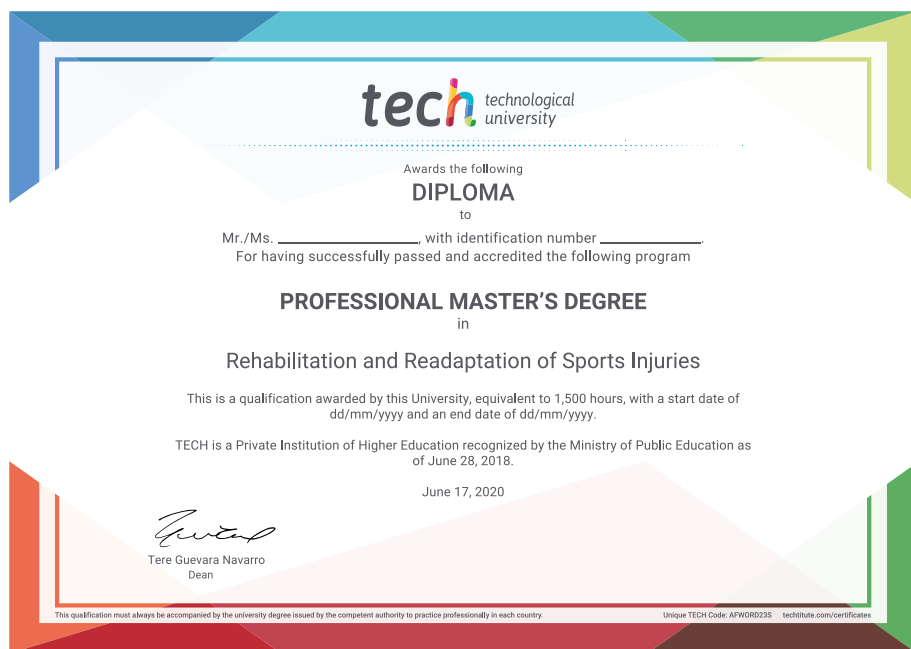 tech technological
university
Awards the following
DIPLOMA
to
Mr./Ms. ____________________, with identification number ______________.
For having successfully passed and accredited the following program
PROFESSIONAL MASTER'S DEGREE
in
Rehabilitation and Readaptation of Sports Injuries
This is a qualification awarded by this University, equivalent to 1,500 hours, with a start date of
dd/mm/yyyy and an end date of dd/mm/yyyy.
TECH is a Private Institution of Higher Education recognized by the Ministry of Public Education as
of June 28, 2018.
June 17, 2020
Tere Guevara Navarro
Dean
This qualification must always be accompanied by the university degree issued by the competent authority to practice professionally in each country. Unique TECH Code: AFWORD23S techtitute.com/certificates